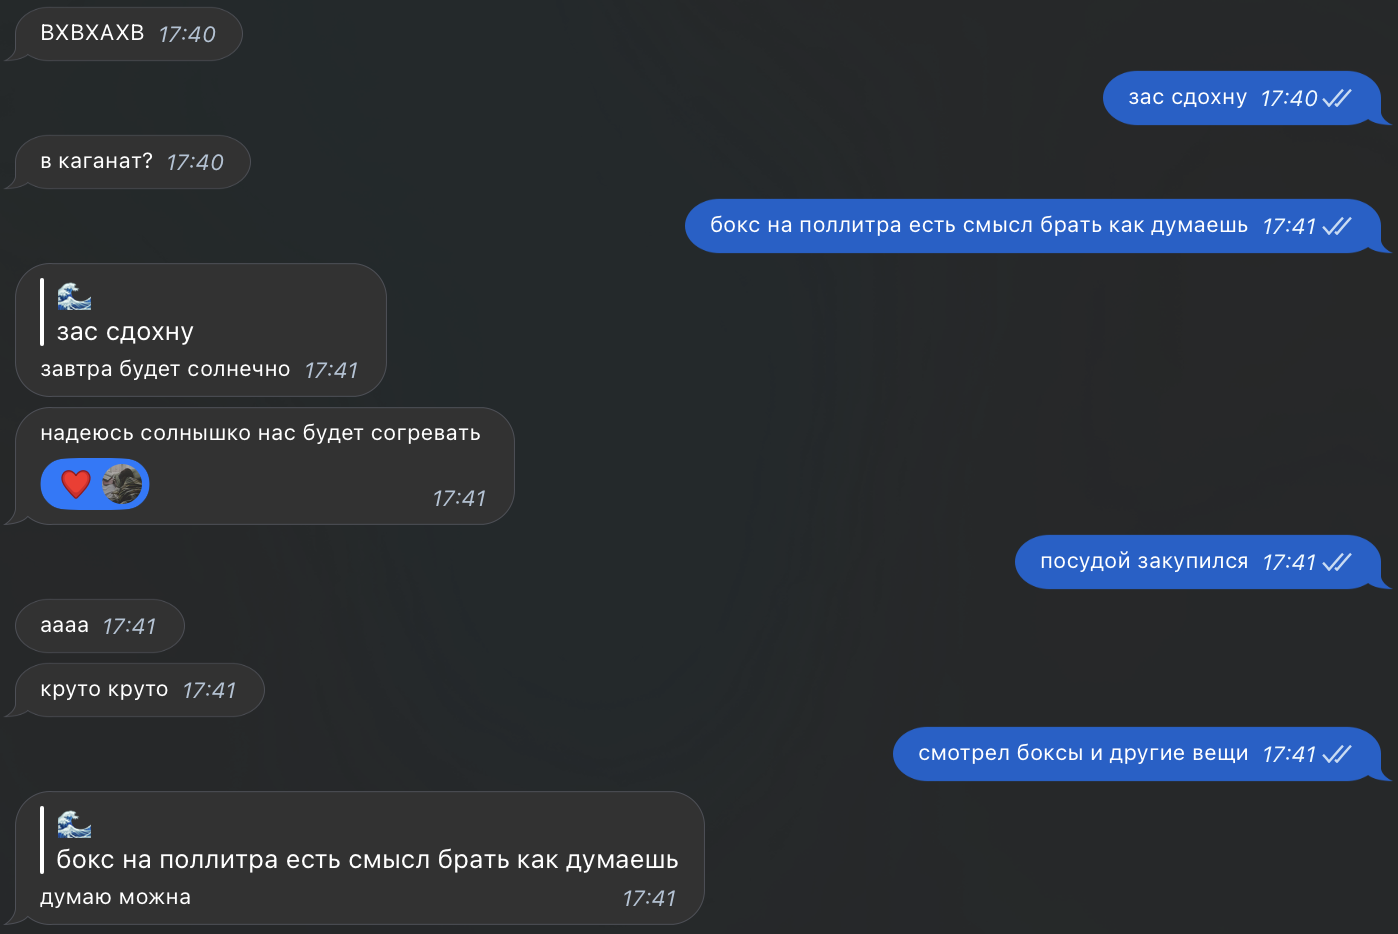 ВХВХАХВ 17:40
зас сдохну 17:40
в каганат? 17:40
бокс на поллитра есть смысл брать как думаешь 17:41
🌊
зас сдохну
завтра будет солнечно 17:41
надеюсь солнышко нас будет согревать
❤️ 17:41
посудой закупился 17:41
аааа 17:41
круто круто 17:41
смотрел боксы и другие вещи 17:41
🌊
бокс на поллитра есть смысл брать как думаешь
думаю можна 17:41